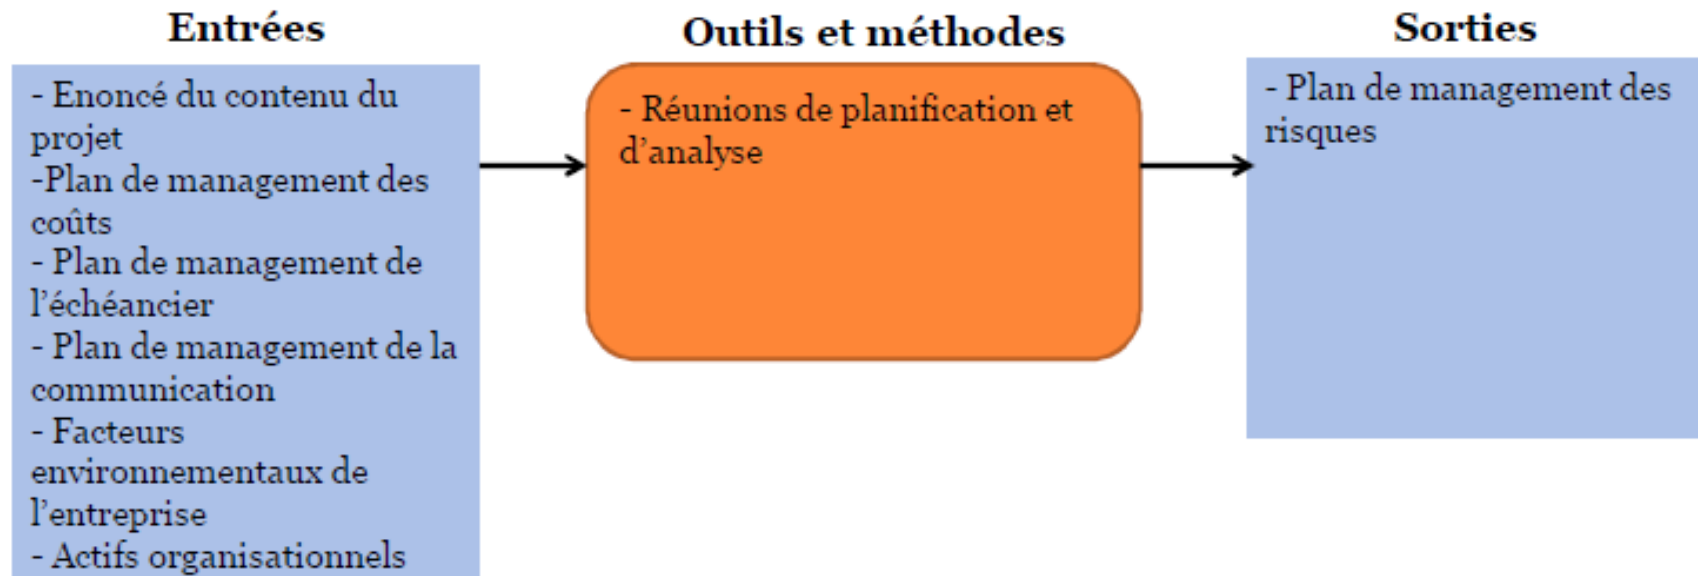 Entrées
- Enoncé du contenu du
projet
-Plan de management des
coûts
- Plan de management de
l’échéancier
- Plan de management de la
communication
- Facteurs
environnementaux de
l’entreprise
- Actifs organisationnels
Outils et méthodes
- Réunions de planification et
d’analyse
Sorties
- Plan de management des
risques